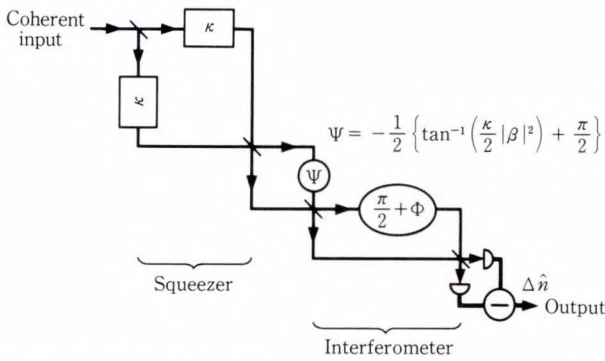 Coherent
input
κ
κ
Ψ = − 1/2 {tan⁻¹(κ/2 |β|²) + π/2}
Ψ
π/2 + Φ
Squeezer
Δn̂
−
Output
Interferometer